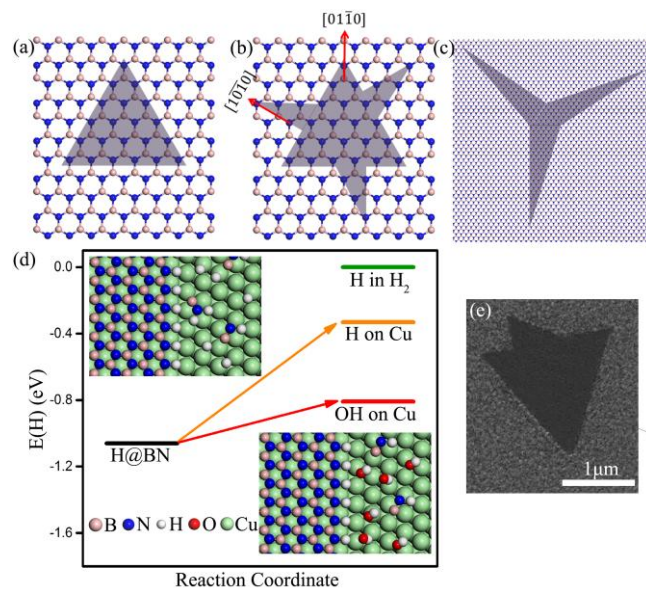 (a)
(b)
[011̅0]
[101̅0]
(c)
(d)
0.0
-0.4
-0.8
-1.2
-1.6
E(H) (eV)
H in H₂
H on Cu
OH on Cu
H@BN
B N H O Cu
Reaction Coordinate
(e)
1μm